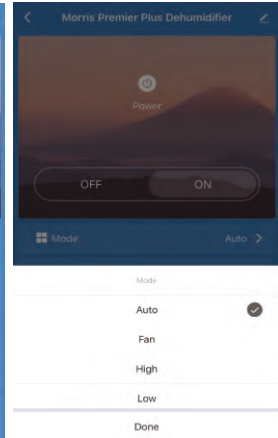 Morris Premier Plus Dehumidifier
Power
OFF ON
Mode Auto
Mode
Auto
Fan
High
Low
Done